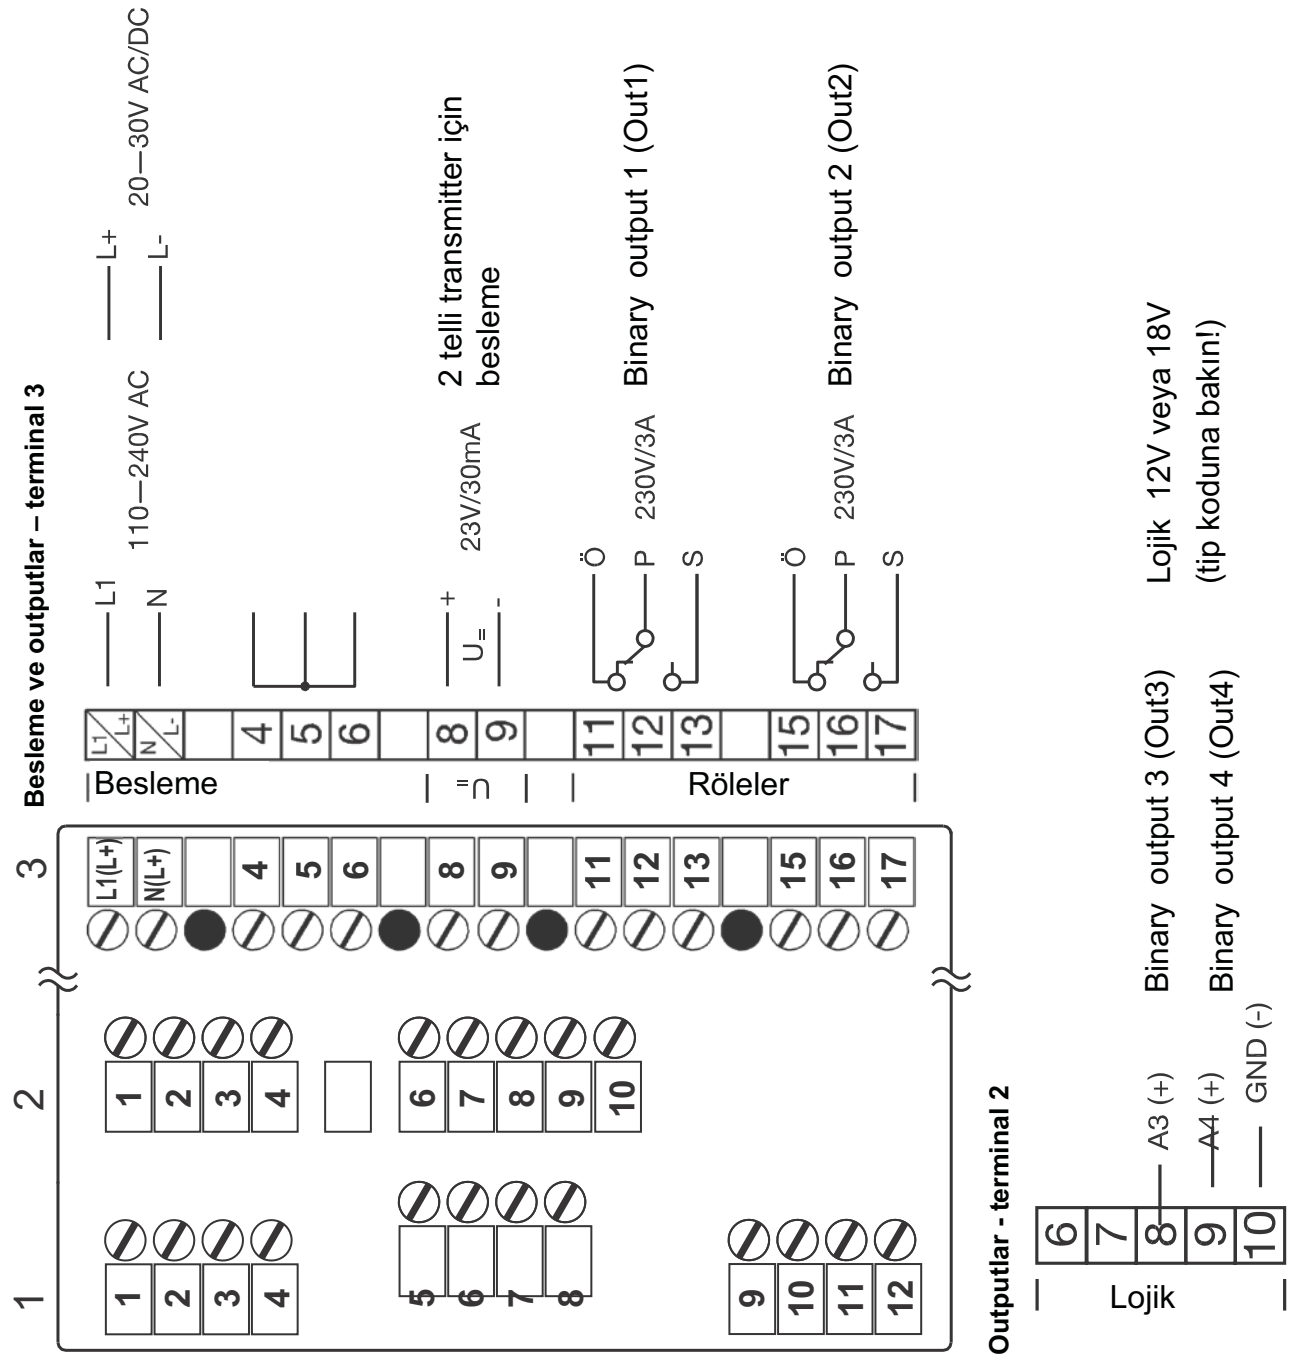 Besleme ve outputlar – terminal 3
L1
N
110—240V AC
L+
L-
20—30V AC/DC
+
U=
-
23V/30mA
2 telli transmitter için
besleme
Ö
P
S
230V/3A
Binary output 1 (Out1)
Ö
P
S
230V/3A
Binary output 2 (Out2)
L1
L+
N
L-
4
5
6
8
9
11
12
13
15
16
17
Besleme
U=
Röleler
3
L1(L+)
N(L+)
4
5
6
8
9
11
12
13
15
16
17
2
1
2
3
4
6
7
8
9
10
1
1
2
3
4
5
6
7
8
9
10
11
12
Outputlar - terminal 2
6
7
8
9
10
Lojik
A3 (+)
A4 (+)
GND (-)
Binary output 3 (Out3)
Binary output 4 (Out4)
Lojik 12V veya 18V
(tip koduna bakın!)